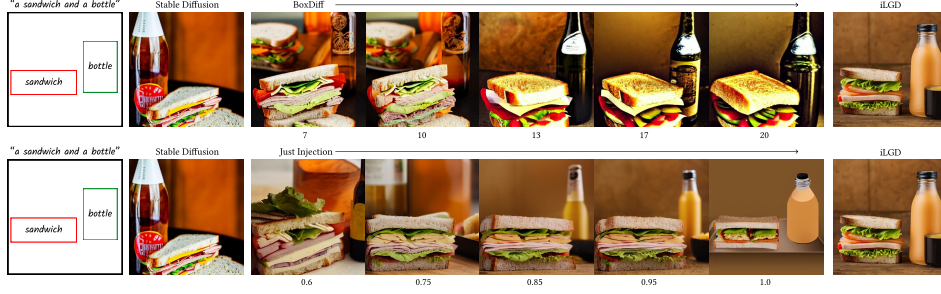 "a sandwich and a bottle"
Stable Diffusion
BoxDiff
iLGD
sandwich
bottle
7
10
13
17
20
"a sandwich and a bottle"
Stable Diffusion
Just Injection
iLGD
sandwich
bottle
0.6
0.75
0.85
0.95
1.0